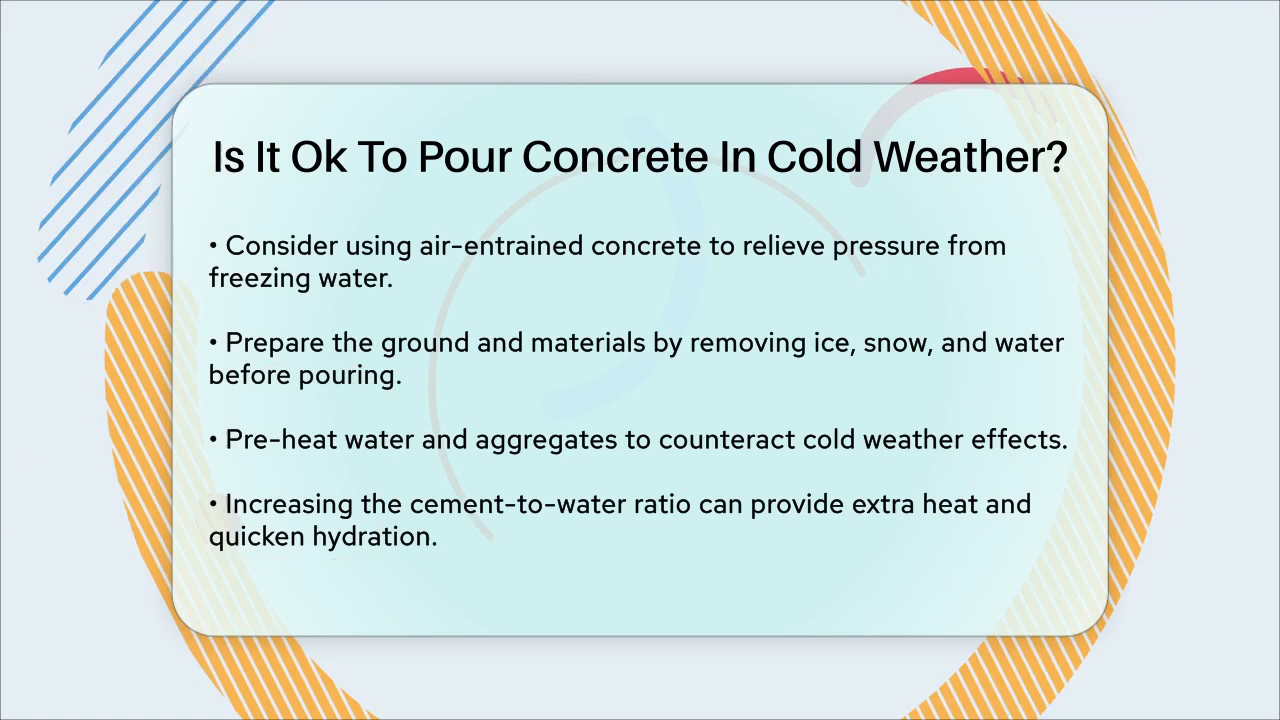 Is It Ok To Pour Concrete In Cold Weather?
• Consider using air-entrained concrete to relieve pressure from
freezing water.
• Prepare the ground and materials by removing ice, snow, and water
before pouring.
• Pre-heat water and aggregates to counteract cold weather effects.
• Increasing the cement-to-water ratio can provide extra heat and
quicken hydration.